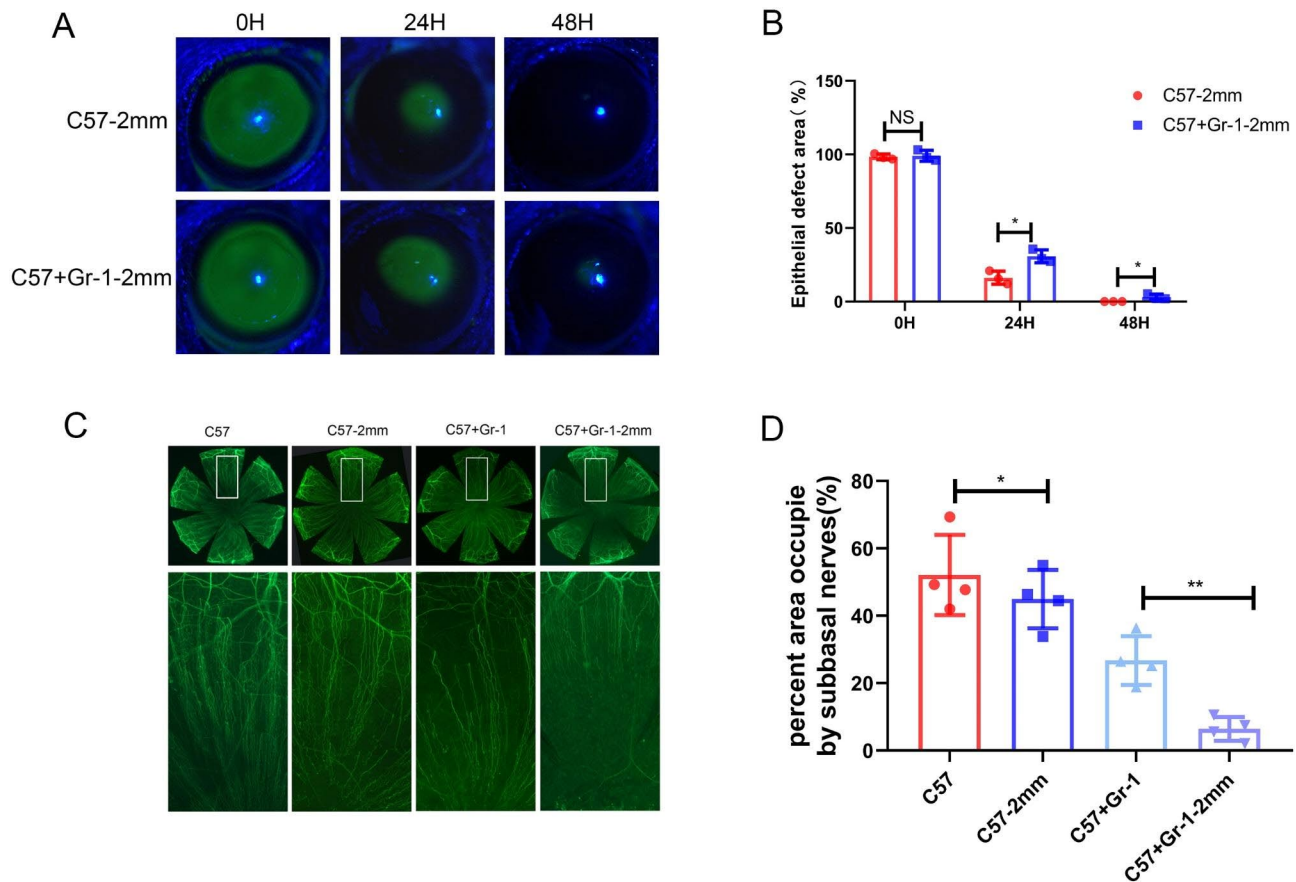 A
0H 24H 48H
C57-2mm
C57+Gr-1-2mm
B
Epithelial defect area( %)
150
100
50
0
NS
*
*
0H 24H 48H
C57-2mm
C57+Gr-1-2mm
C
C57 C57-2mm C57+Gr-1 C57+Gr-1-2mm
D
percent area occupie
by subbasal nerves(%)
80
60
40
20
0
*
**
C57
C57-2mm
C57+Gr-1
C57+Gr-1-2mm